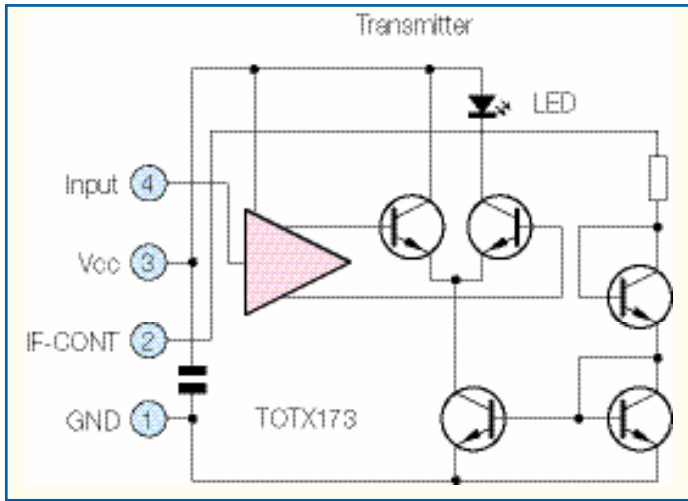 Transmitter
LED
Input 4
Vcc 3
IF-CONT 2
GND 1
TOTX173